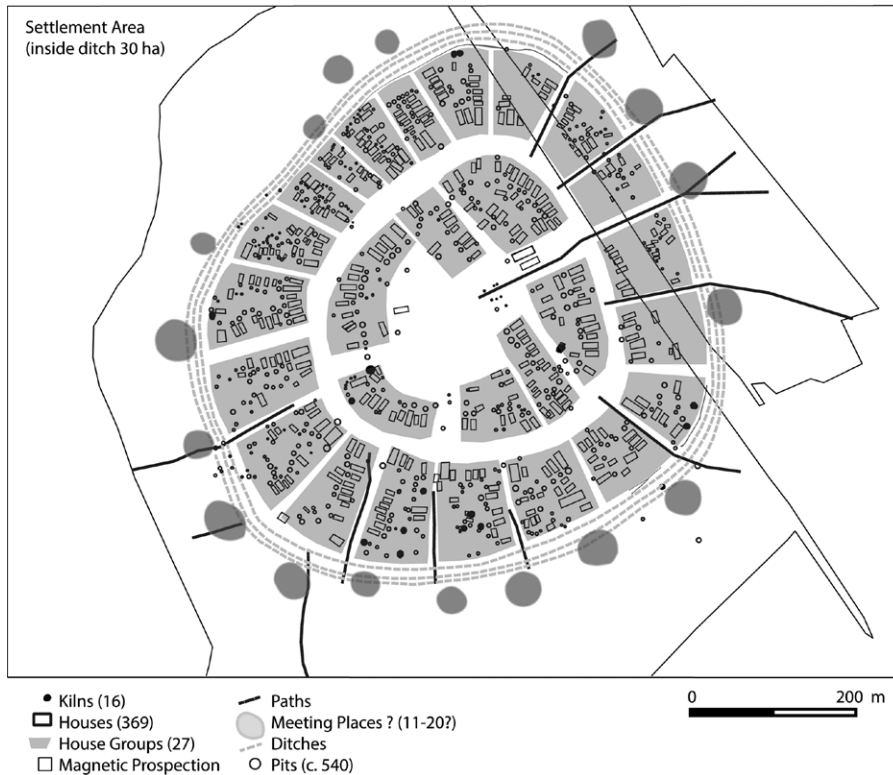 Settlement Area
(inside ditch 30 ha)
Kilns (16)
Houses (369)
House Groups (27)
Magnetic Prospection
Paths
Meeting Places ? (11-20?)
Ditches
Pits (c. 540)
0 200 m